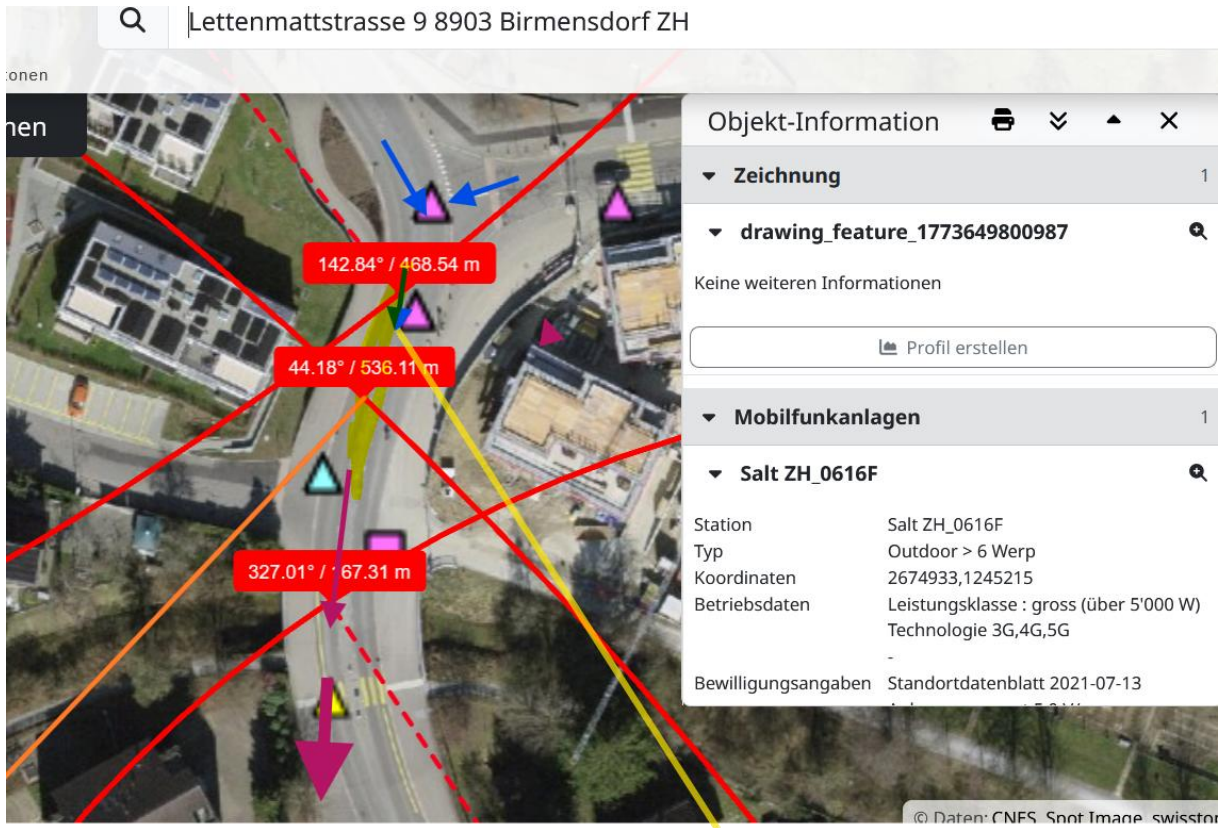 Lettenmattstrasse 9 8903 Birmensdorf ZH
onen
nen
Objekt-Information
Zeichnung 1
drawing_feature_1773649800987
Keine weiteren Informationen
Profil erstellen
Mobilfunkanlagen 1
Salt ZH_0616F
Station Salt ZH_0616F
Typ Outdoor > 6 Werp
Koordinaten 2674933,1245215
Betriebsdaten Leistungsklasse : gross (über 5'000 W)
Technologie 3G,4G,5G
-
Bewilligungsangaben Standortdatenblatt 2021-07-13
142.84° / 468.54 m
44.18° / 536.11 m
327.01° / 167.31 m
© Daten: CNES, Spot Image, swisstop